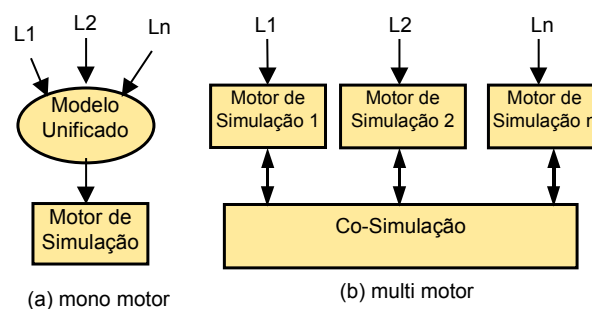 L1
L2
Ln
Modelo
Unificado
Motor de
Simulação
(a) mono motor
L1
L2
Ln
Motor de
Simulação 1
Motor de
Simulação 2
Motor de
Simulação n
Co-Simulação
(b) multi motor